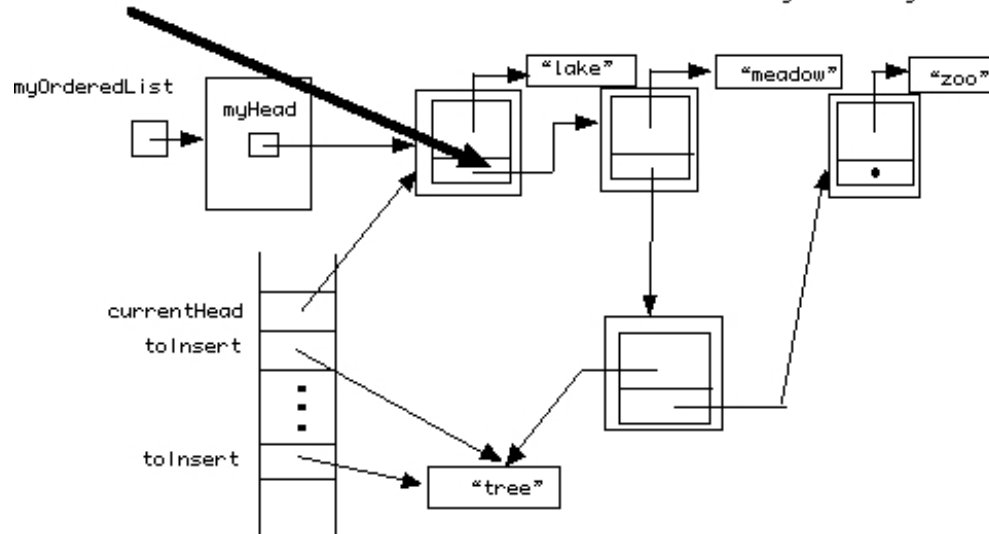 “lake”
“meadow”
“zoo”
myOrderedList
myHead
currentHead
toInsert
toInsert
“tree”